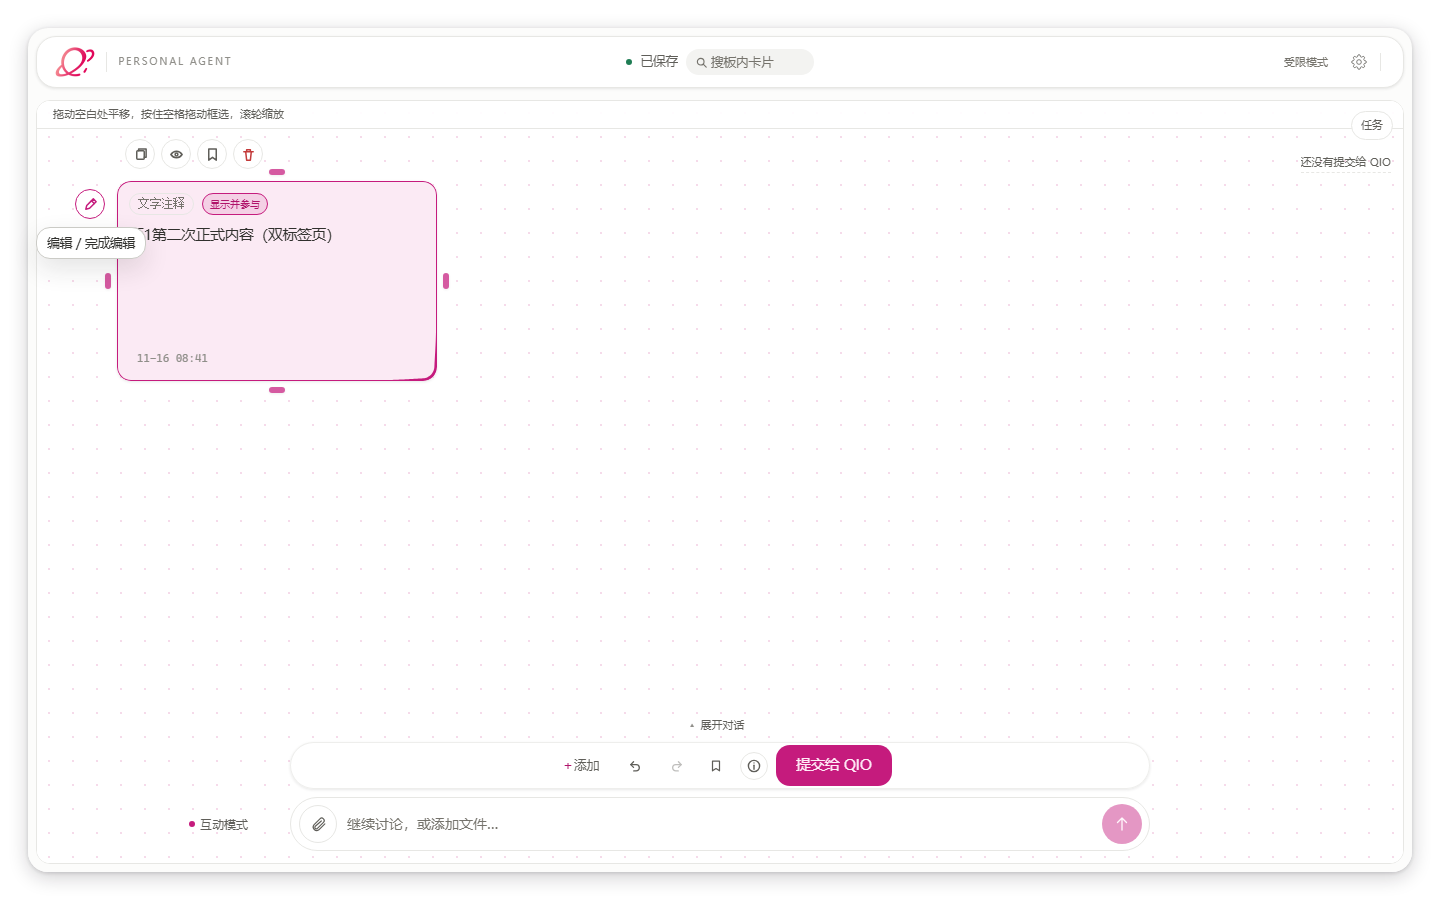 PERSONAL AGENT
已保存
搜板内卡片
受限模式
拖动空白处平移，按住空格拖动框选，滚轮缩放
任务
还没有提交给 QIO
文字注释
显示并参与
1第二次正式内容（双标签页）
编辑 / 完成编辑
11-16 08:41
展开对话
+添加
提交给 QIO
互动模式
继续讨论，或添加文件...